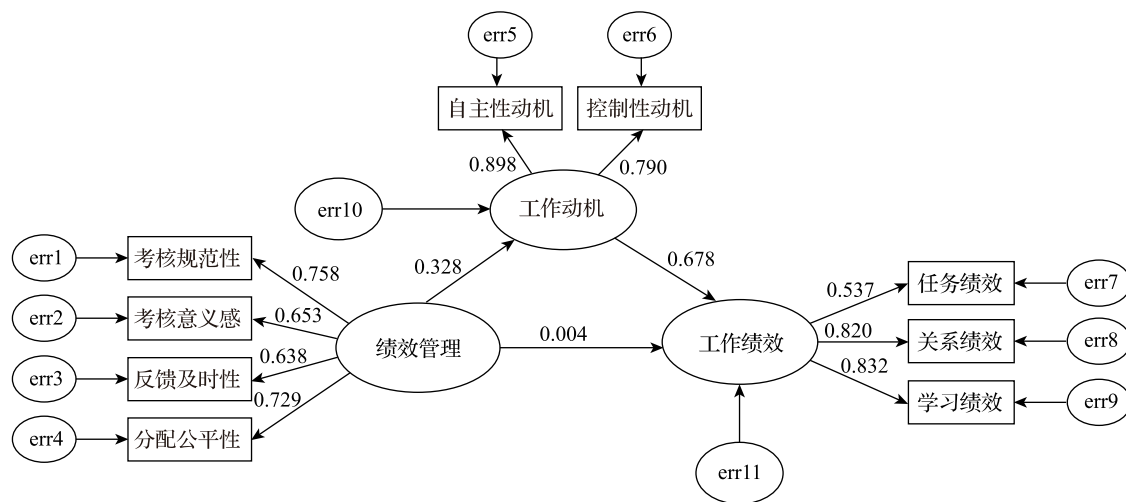 err5
err6
自主性动机
控制性动机
0.898
0.790
err10
工作动机
err1
考核规范性
0.758
0.328
0.678
err2
考核意义感
0.653
err3
反馈及时性
0.638
err4
分配公平性
0.729
绩效管理
0.004
工作绩效
0.537
任务绩效
err7
0.820
关系绩效
err8
0.832
学习绩效
err9
err11